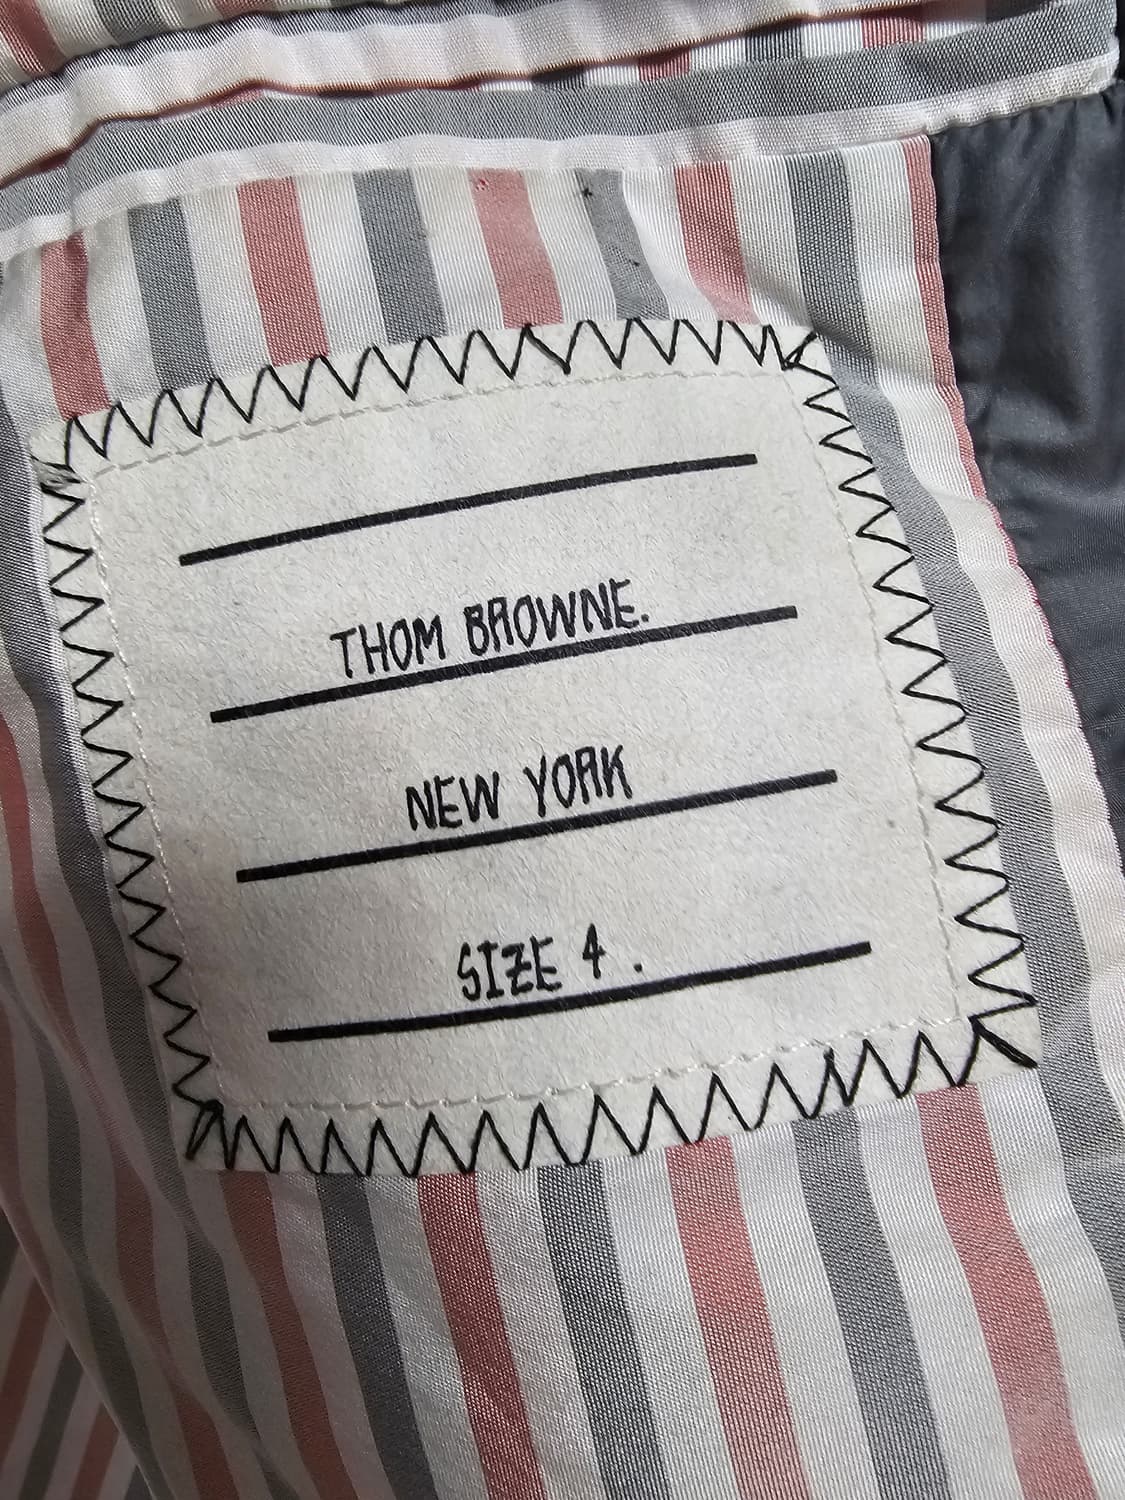 THOM BROWNE.
NEW YORK
SIZE 4 .